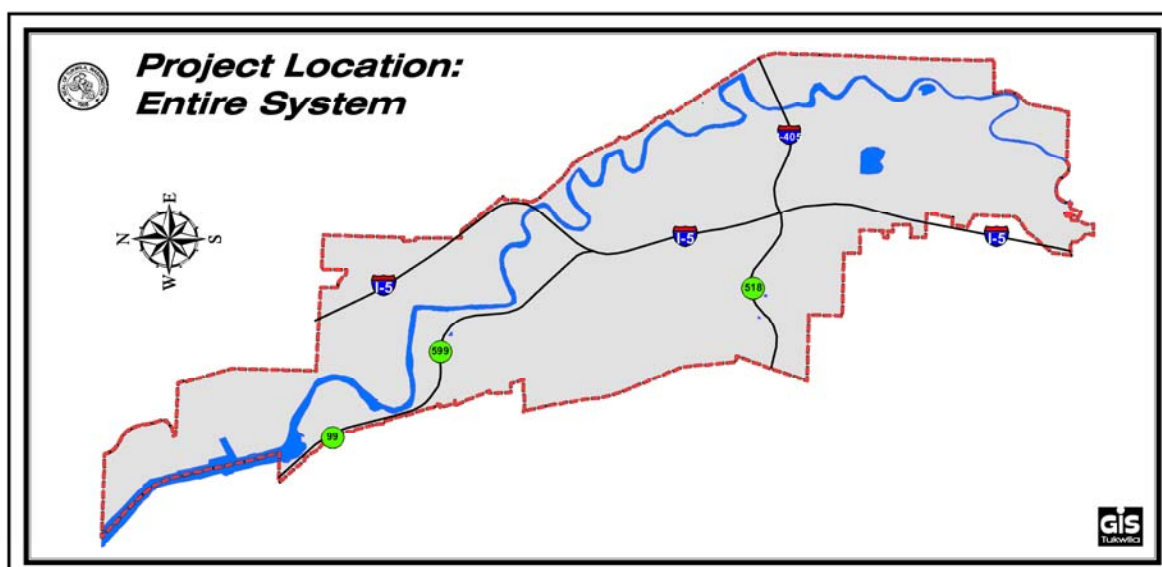 Project Location:
Entire System
E
N
S
W
I-405
I-5
I-5
I-5
518
599
99
GIS
Tukwila